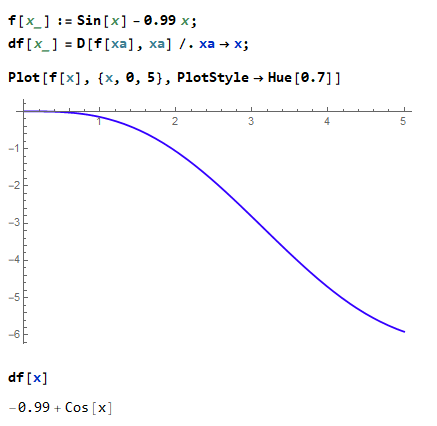 f[x_] := Sin[x] - 0.99 x;
df[x_] = D[f[xa], xa] /. xa → x;
Plot[f[x], {x, 0, 5}, PlotStyle → Hue[0.7]]
1 2 3 4 5
-1
-2
-3
-4
-5
-6
df[x]
-0.99 + Cos[x]